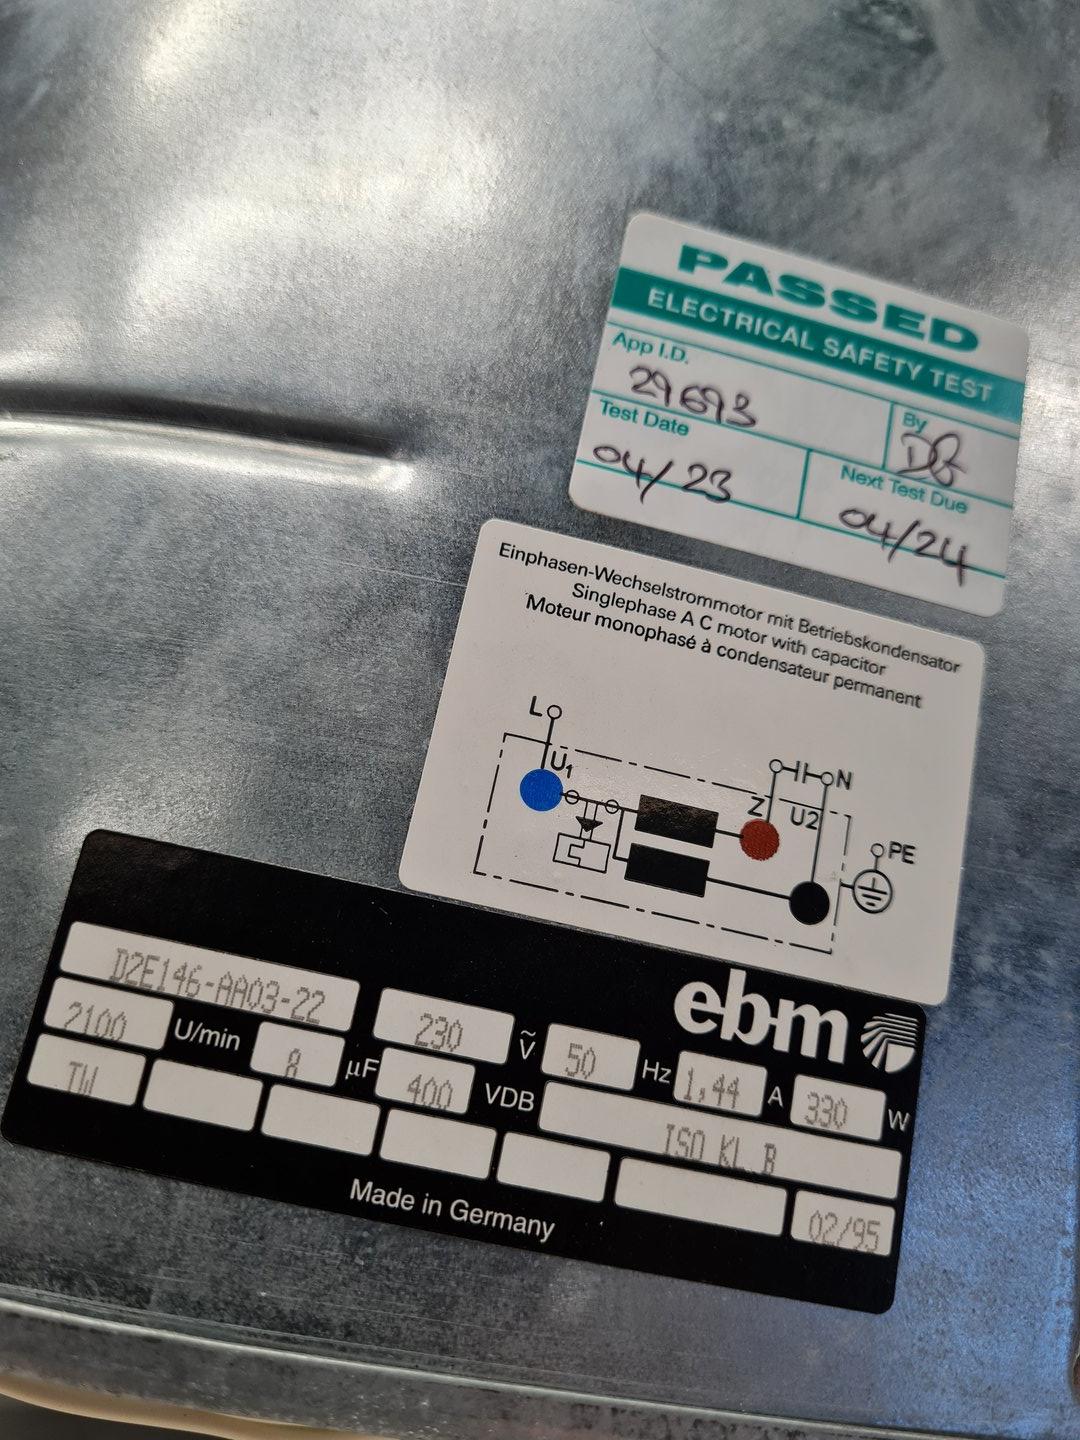 PASSED
ELECTRICAL SAFETY TEST
App I.D.
29693
By
DB
Test Date
04/23
Next Test Due
04/24
Einphasen-Wechselstrommotor mit Betriebskondensator
Singlephase A C motor with capacitor
Moteur monophasé à condensateur permanent
L
U1
Z
U2
N
PE
ebm
D2E146-AA03-22
230 V 50 Hz 1,44 A 330 W
2100 U/min 8 µF 400 VDB ISO KL.B
TW
02/95
Made in Germany